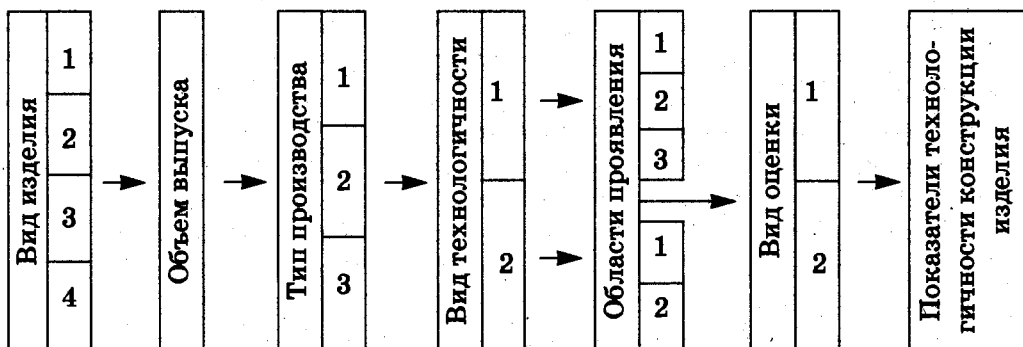 Вид изделия
1
2
3
4
Объем выпуска
Тип производства
1
2
3
Вид технологичности
1
2
Области проявления
1
2
3
1
2
Вид оценки
1
2
Показатели техноло-
гичности конструкции
изделия